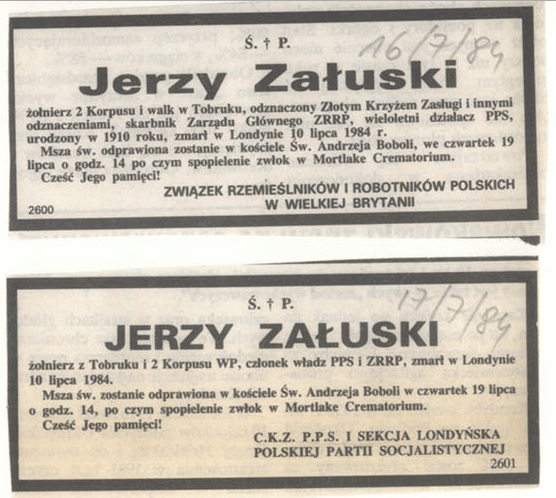 Ś. † P.
16/7/84
Jerzy Załuski
żołnierz 2 Korpusu i walk w Tobruku, odznaczony Złotym Krzyżem Zasługi i innymi
odznaczeniami, skarbnik Zarządu Głównego ZRRP, wieloletni działacz PPS,
urodzony w 1910 roku, zmarł w Londynie 10 lipca 1984 r.
Msza św. odprawiona zostanie w kościele Św. Andrzeja Boboli, we czwartek 19
lipca o godz. 14 po czym spopielenie zwłok w Mortlake Crematorium.
Cześć Jego pamięci!
ZWIĄZEK RZEMIEŚLNIKÓW I ROBOTNIKÓW POLSKICH
W WIELKIEJ BRYTANII
2600
Ś. † P.
17/7/84
JERZY ZAŁUSKI
żołnierz z Tobruku i 2 Korpusu WP, członek władz PPS i ZRRP, zmarł w Londynie
10 lipca 1984.
Msza św. zostanie odprawiona w kościele Św. Andrzeja Boboli w czwartek 19 lipca
o godz. 14, po czym spopielenie zwłok w Mortlake Crematorium.
Cześć Jego pamięci!
C.K.Z. P.P.S. I SEKCJA LONDYŃSKA
POLSKIEJ PARTII SOCJALISTYCZNEJ
2601